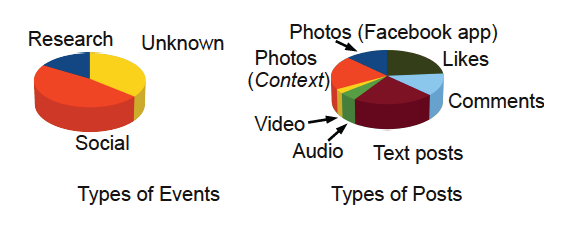 Research
Unknown
Social
Types of Events
Photos (Facebook app)
Likes
Photos
(Context)
Comments
Video
Audio
Text posts
Types of Posts